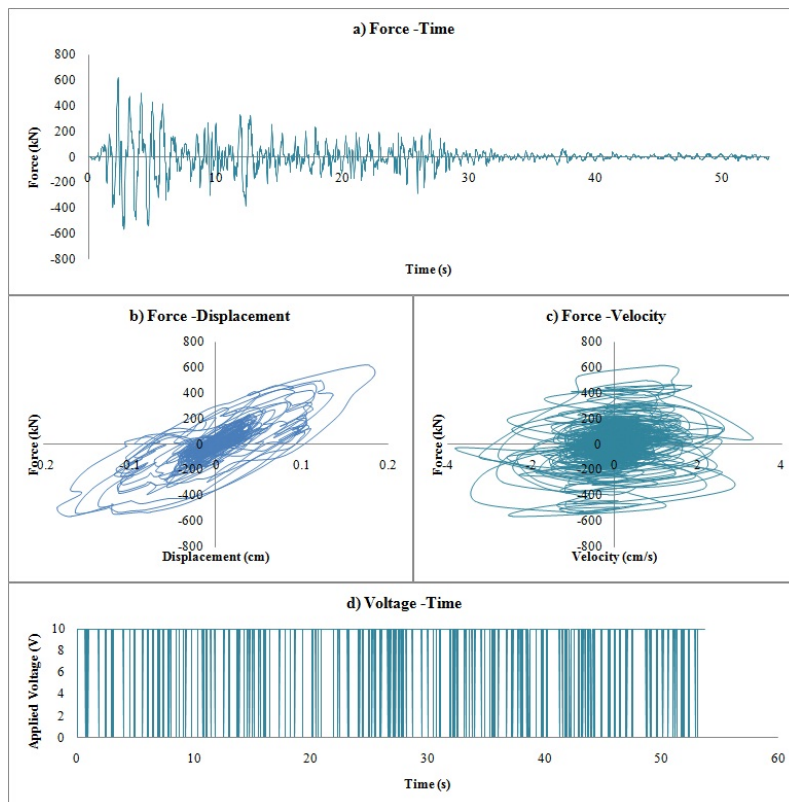 a) Force -Time
800
600
400
200
0
-200
-400
-600
-800
Force (kN)
0 10 20 30 40 50
Time (s)
b) Force -Displacement
800
600
400
200
0
-200
-400
-600
-800
Force (kN)
-0.2 -0.1 0 0.1 0.2
Displacement (cm)
c) Force -Velocity
800
600
400
200
0
-200
-400
-600
-800
Force (kN)
-4 -2 0 2 4
Velocity (cm/s)
d) Voltage -Time
10
8
6
4
2
0
Applied Voltage (V)
0 10 20 30 40 50 60
Time (s)